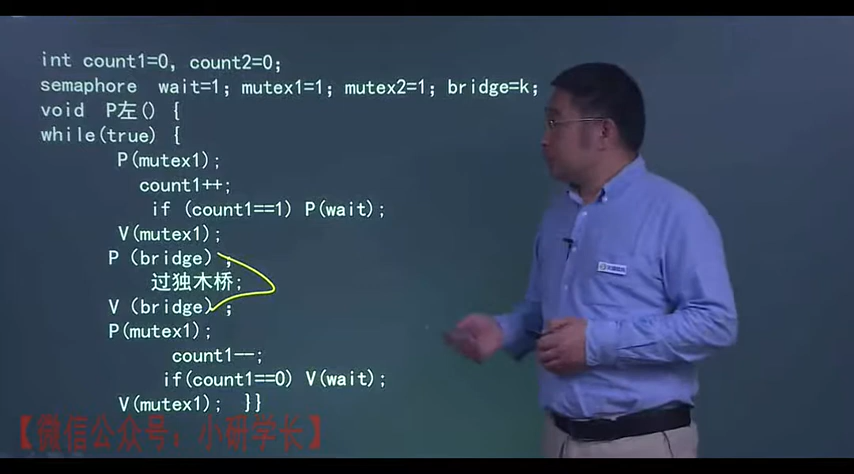 int count1=0, count2=0;
semaphore wait=1; mutex1=1; mutex2=1; bridge=k;
void P左() {
while(true) {
P(mutex1);
count1++;
if (count1==1) P(wait);
V(mutex1);
P (bridge) ;
过独木桥;
V (bridge) ;
P(mutex1);
count1--;
if(count1==0) V(wait);
V(mutex1); }}
【微信公众号：小研学长】